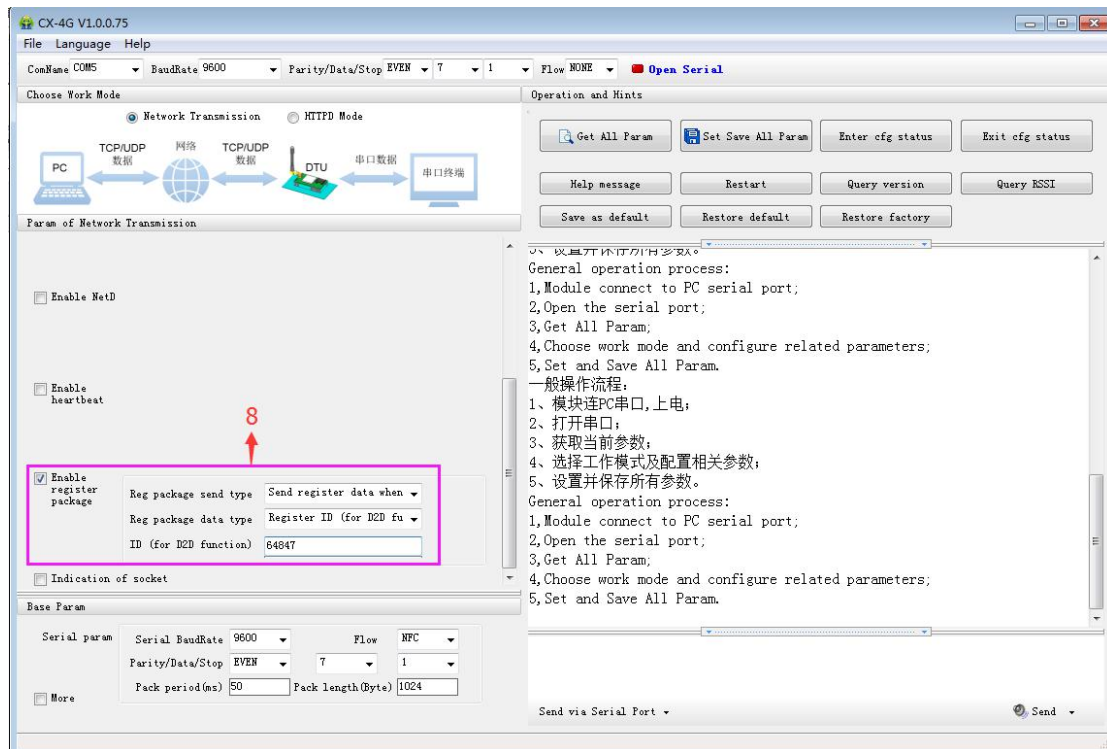 CX-4G V1.0.0.75
File Language Help
ComName COM5 BaudRate 9600 Parity/Data/Stop EVEN 7 1 Flow NONE Open Serial
Choose Work Mode
Network Transmission HTTPD Mode
TCP/UDP 网络 TCP/UDP
数据 数据 串口数据
PC DTU 串口终端
Param of Network Transmission
Enable NetD
Enable
heartbeat
8
Enable
register
package
Reg package send type Send register data when
Reg package data type Register ID (for D2D fu
ID (for D2D function) 64847
Indication of socket
Base Param
Serial param Serial BaudRate 9600 Flow NFC
Parity/Data/Stop EVEN 7 1
Pack period(ms) 50 Pack length(Byte) 1024
More
Operation and Hints
Get All Param Set Save All Param Enter cfg status Exit cfg status
Help message Restart Query version Query RSSI
Save as default Restore default Restore factory
5、设置并保存所有参数。
General operation process:
1,Module connect to PC serial port;
2,Open the serial port;
3,Get All Param;
4,Choose work mode and configure related parameters;
5,Set and Save All Param.
一般操作流程:
1、模块连PC串口,上电;
2、打开串口;
3、获取当前参数;
4、选择工作模式及配置相关参数;
5、设置并保存所有参数。
General operation process:
1,Module connect to PC serial port;
2,Open the serial port;
3,Get All Param;
4,Choose work mode and configure related parameters;
5,Set and Save All Param.
Send via Serial Port Send